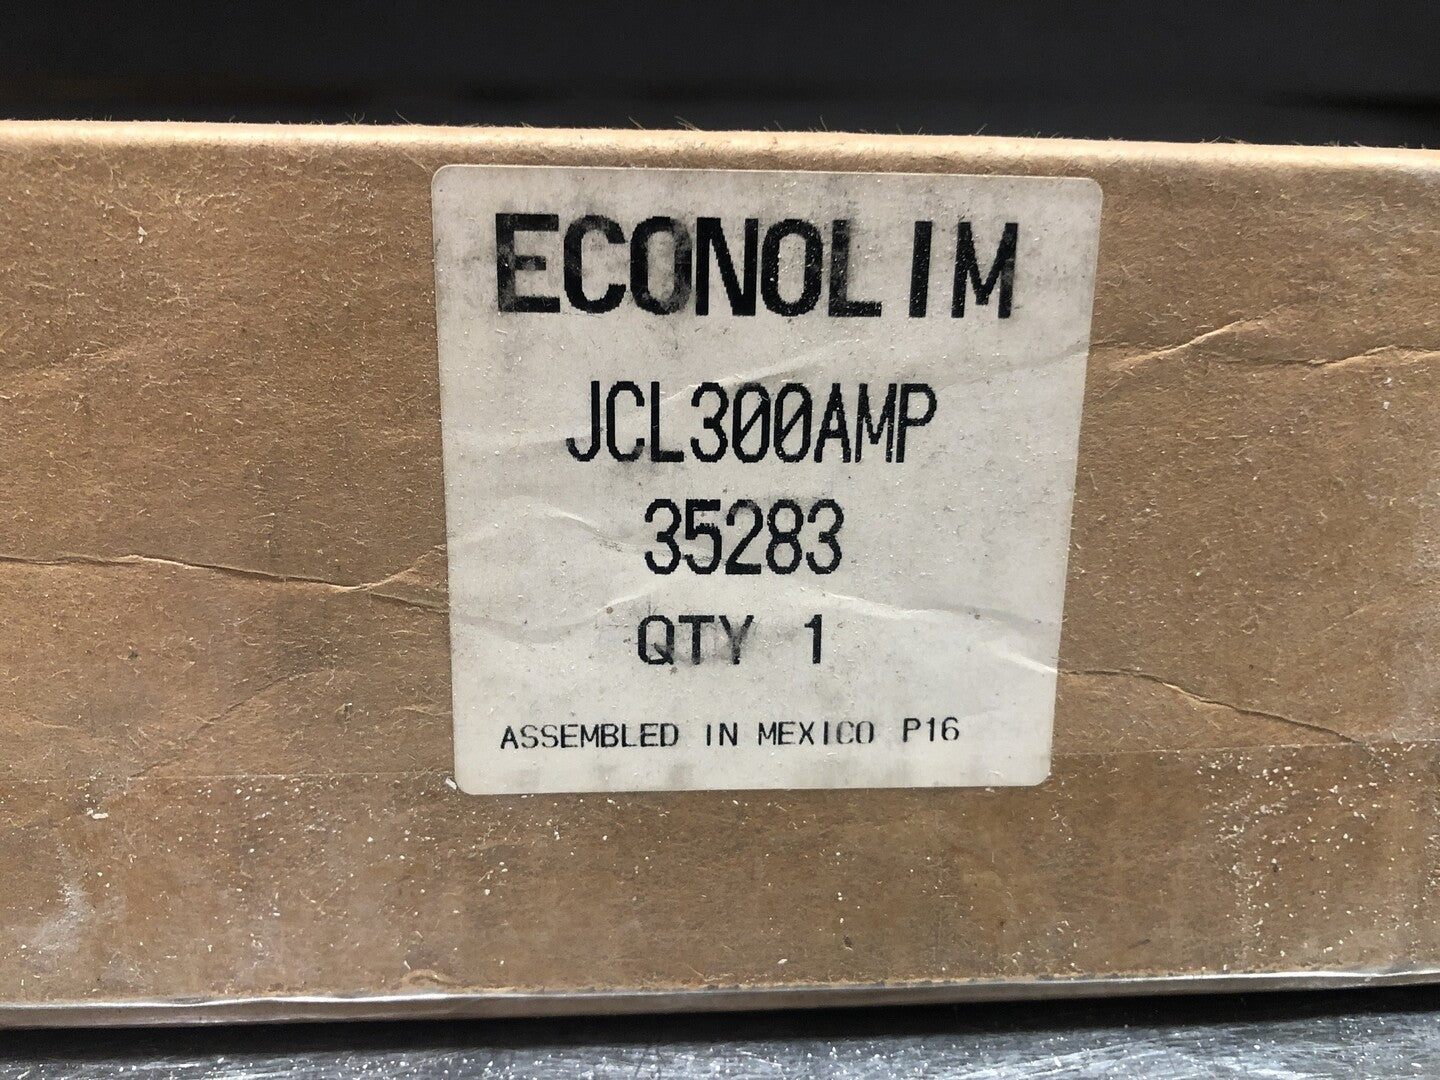 ECONOLIM
JCL300AMP
35283
QTY 1
ASSEMBLED IN MEXICO P16